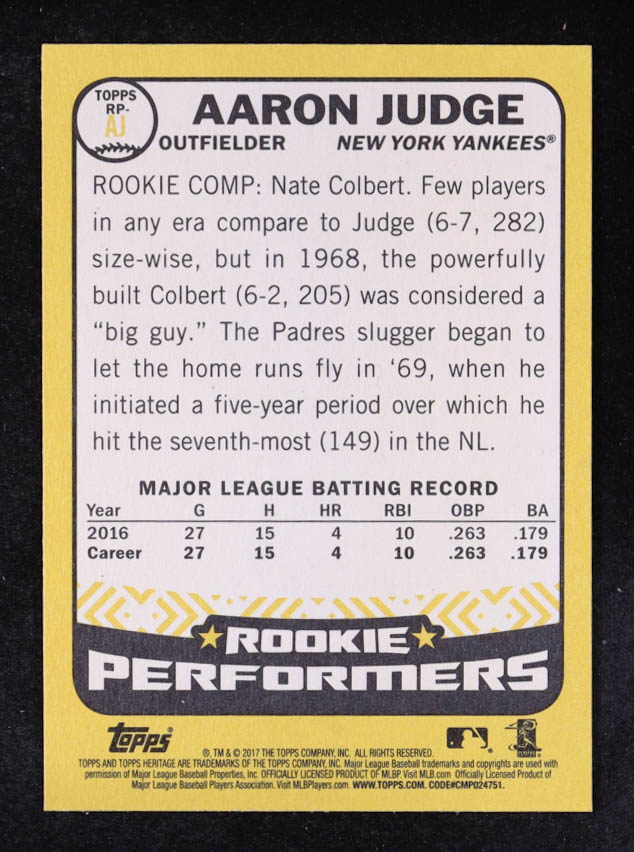 TOPPS
RP-
AJ
AARON JUDGE
OUTFIELDER NEW YORK YANKEES®
ROOKIE COMP: Nate Colbert. Few players
in any era compare to Judge (6-7, 282)
size-wise, but in 1968, the powerfully
built Colbert (6-2, 205) was considered a
“big guy.” The Padres slugger began to
let the home runs fly in ‘69, when he
initiated a five-year period over which he
hit the seventh-most (149) in the NL.
MAJOR LEAGUE BATTING RECORD
Year G H HR RBI OBP BA
2016 27 15 4 10 .263 .179
Career 27 15 4 10 .263 .179
ROOKIE
PERFORMERS
topps
®, TM & © 2017 THE TOPPS COMPANY, INC. ALL RIGHTS RESERVED.
TOPPS AND TOPPS HERITAGE ARE TRADEMARKS OF THE TOPPS COMPANY, INC. Major League Baseball trademarks and copyrights are used with
permission of Major League Baseball Properties, Inc. OFFICIALLY LICENSED PRODUCT OF MLBP. Visit MLB.com Officially Licensed Product of
Major League Baseball Players Association. Visit MLBPlayers.com WWW.TOPPS.COM. CODE#CMP024751.